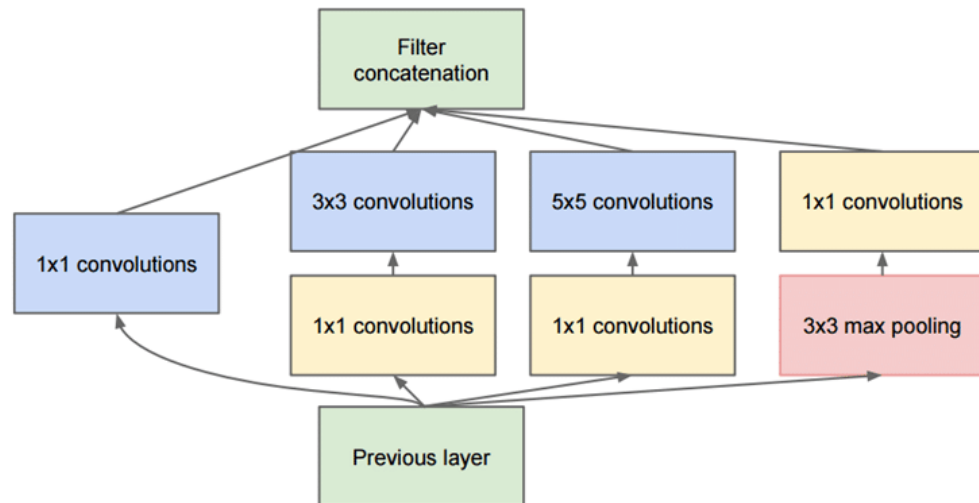 Filter
concatenation
3x3 convolutions
5x5 convolutions
1x1 convolutions
1x1 convolutions
1x1 convolutions
1x1 convolutions
3x3 max pooling
Previous layer